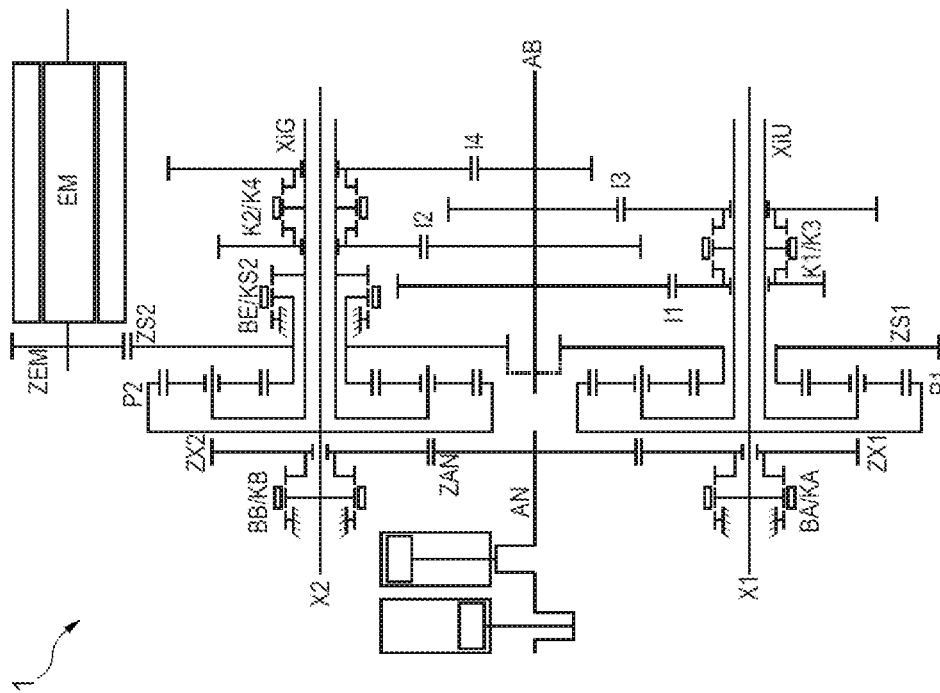 EM
ZEM
ZS2
P2
ZX2
BB/KB
X2
XiG
K2/K4
BE/KS2
I4
I2
AB
I3
I1
ZAN
AN
XiU
K1/K3
ZS1
P1
ZX1
BA/KA
X1
1